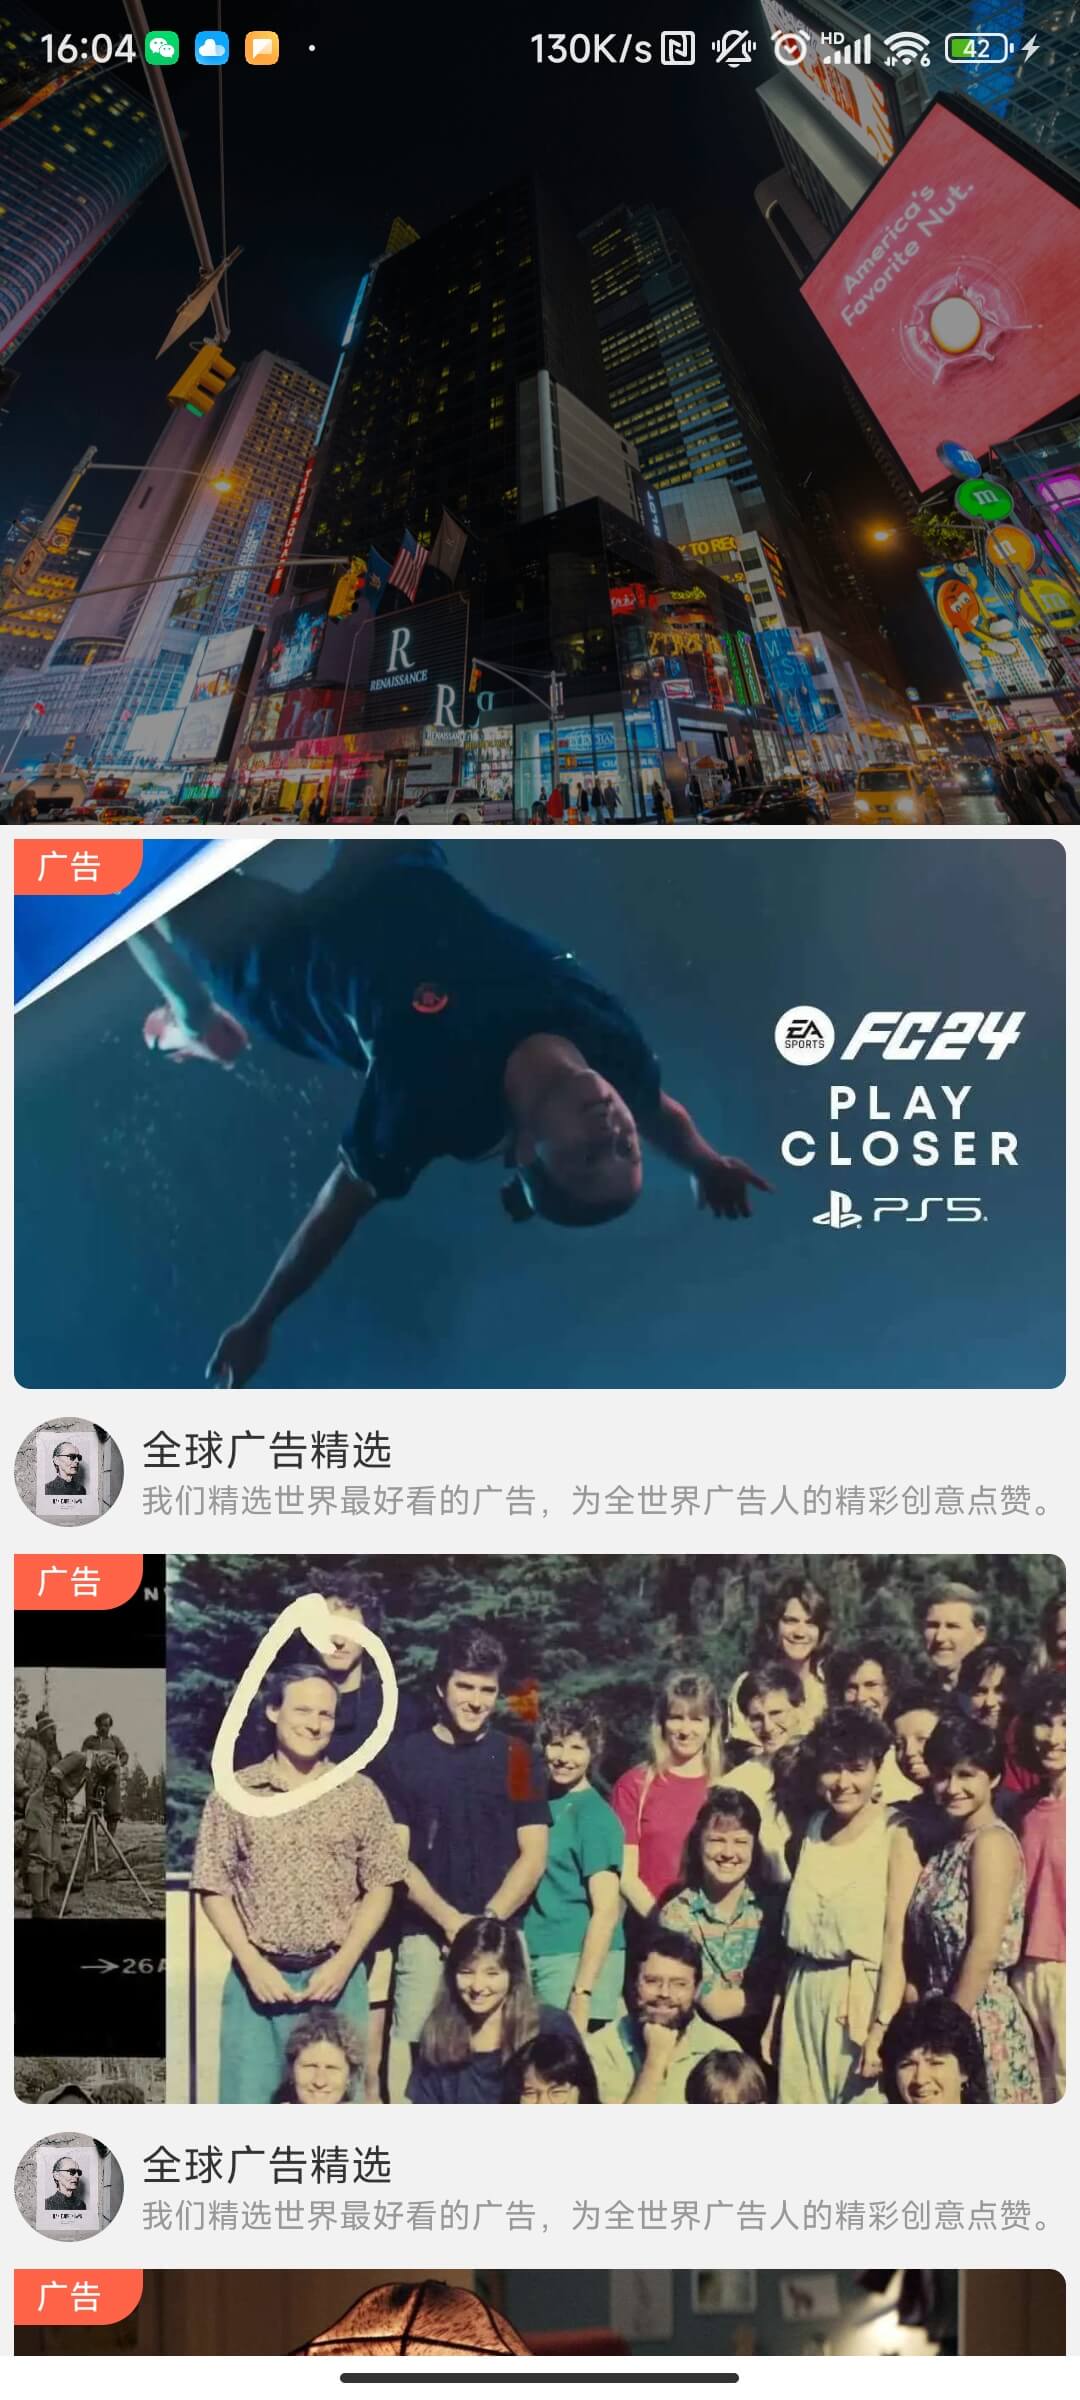 16:04
130K/s
HD
6
42
America's
Favorite Nut.
m
m
m
R
RENAISSANCE
R
RENAISSANCE
广告
EA
SPORTS
FC24
PLAY
CLOSER
PS5
全球广告精选
我们精选世界最好看的广告，为全世界广告人的精彩创意点赞。
广告
→26A
全球广告精选
我们精选世界最好看的广告，为全世界广告人的精彩创意点赞。
广告